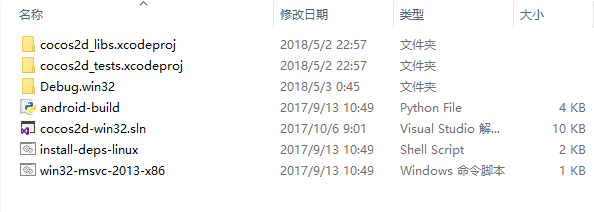 名称 修改日期 类型 大小
cocos2d_libs.xcodeproj 2018/5/2 22:57 文件夹
cocos2d_tests.xcodeproj 2018/5/2 22:57 文件夹
Debug.win32 2018/5/3 0:45 文件夹
android-build 2017/9/13 10:49 Python File 4 KB
cocos2d-win32.sln 2017/10/6 9:01 Visual Studio 解... 10 KB
install-deps-linux 2017/9/13 10:49 Shell Script 2 KB
win32-msvc-2013-x86 2017/9/13 10:49 Windows 命令脚本 1 KB